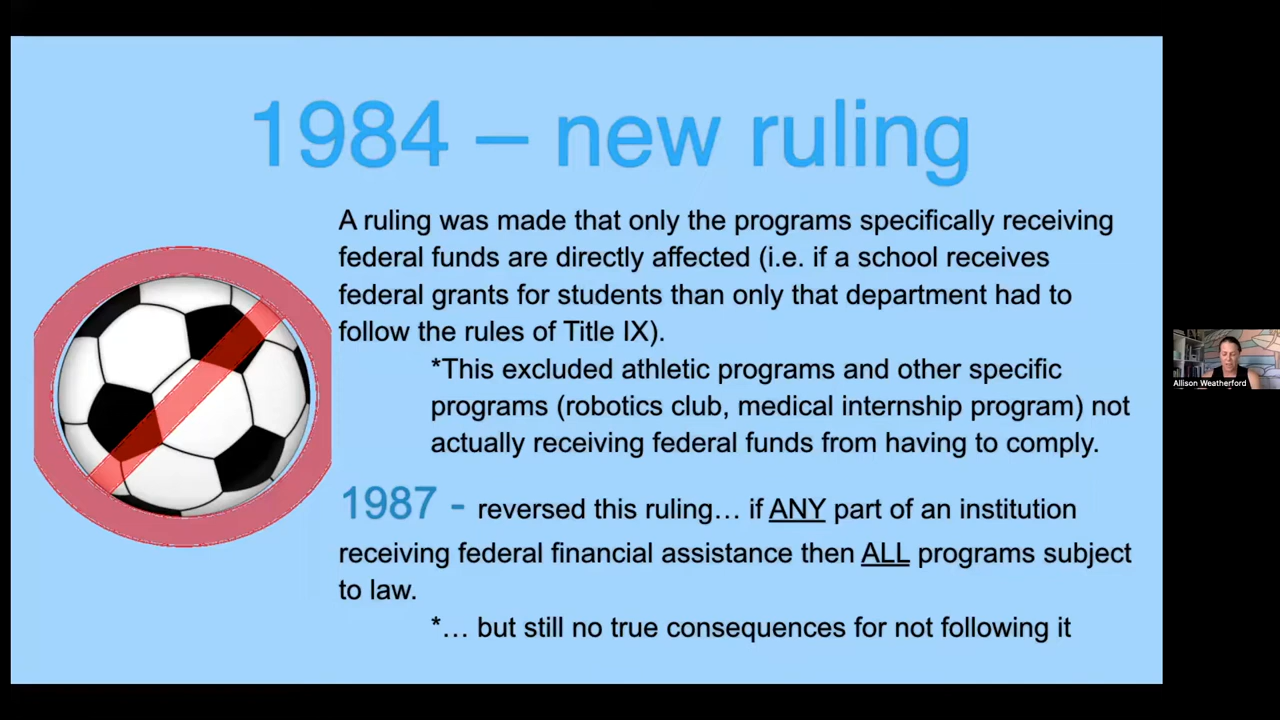 1984 – new ruling
A ruling was made that only the programs specifically receiving
federal funds are directly affected (i.e. if a school receives
federal grants for students than only that department had to
follow the rules of Title IX).
*This excluded athletic programs and other specific
programs (robotics club, medical internship program) not
actually receiving federal funds from having to comply.
1987 - reversed this ruling… if ANY part of an institution
receiving federal financial assistance then ALL programs subject
to law.
*… but still no true consequences for not following it
Allison Weatherford